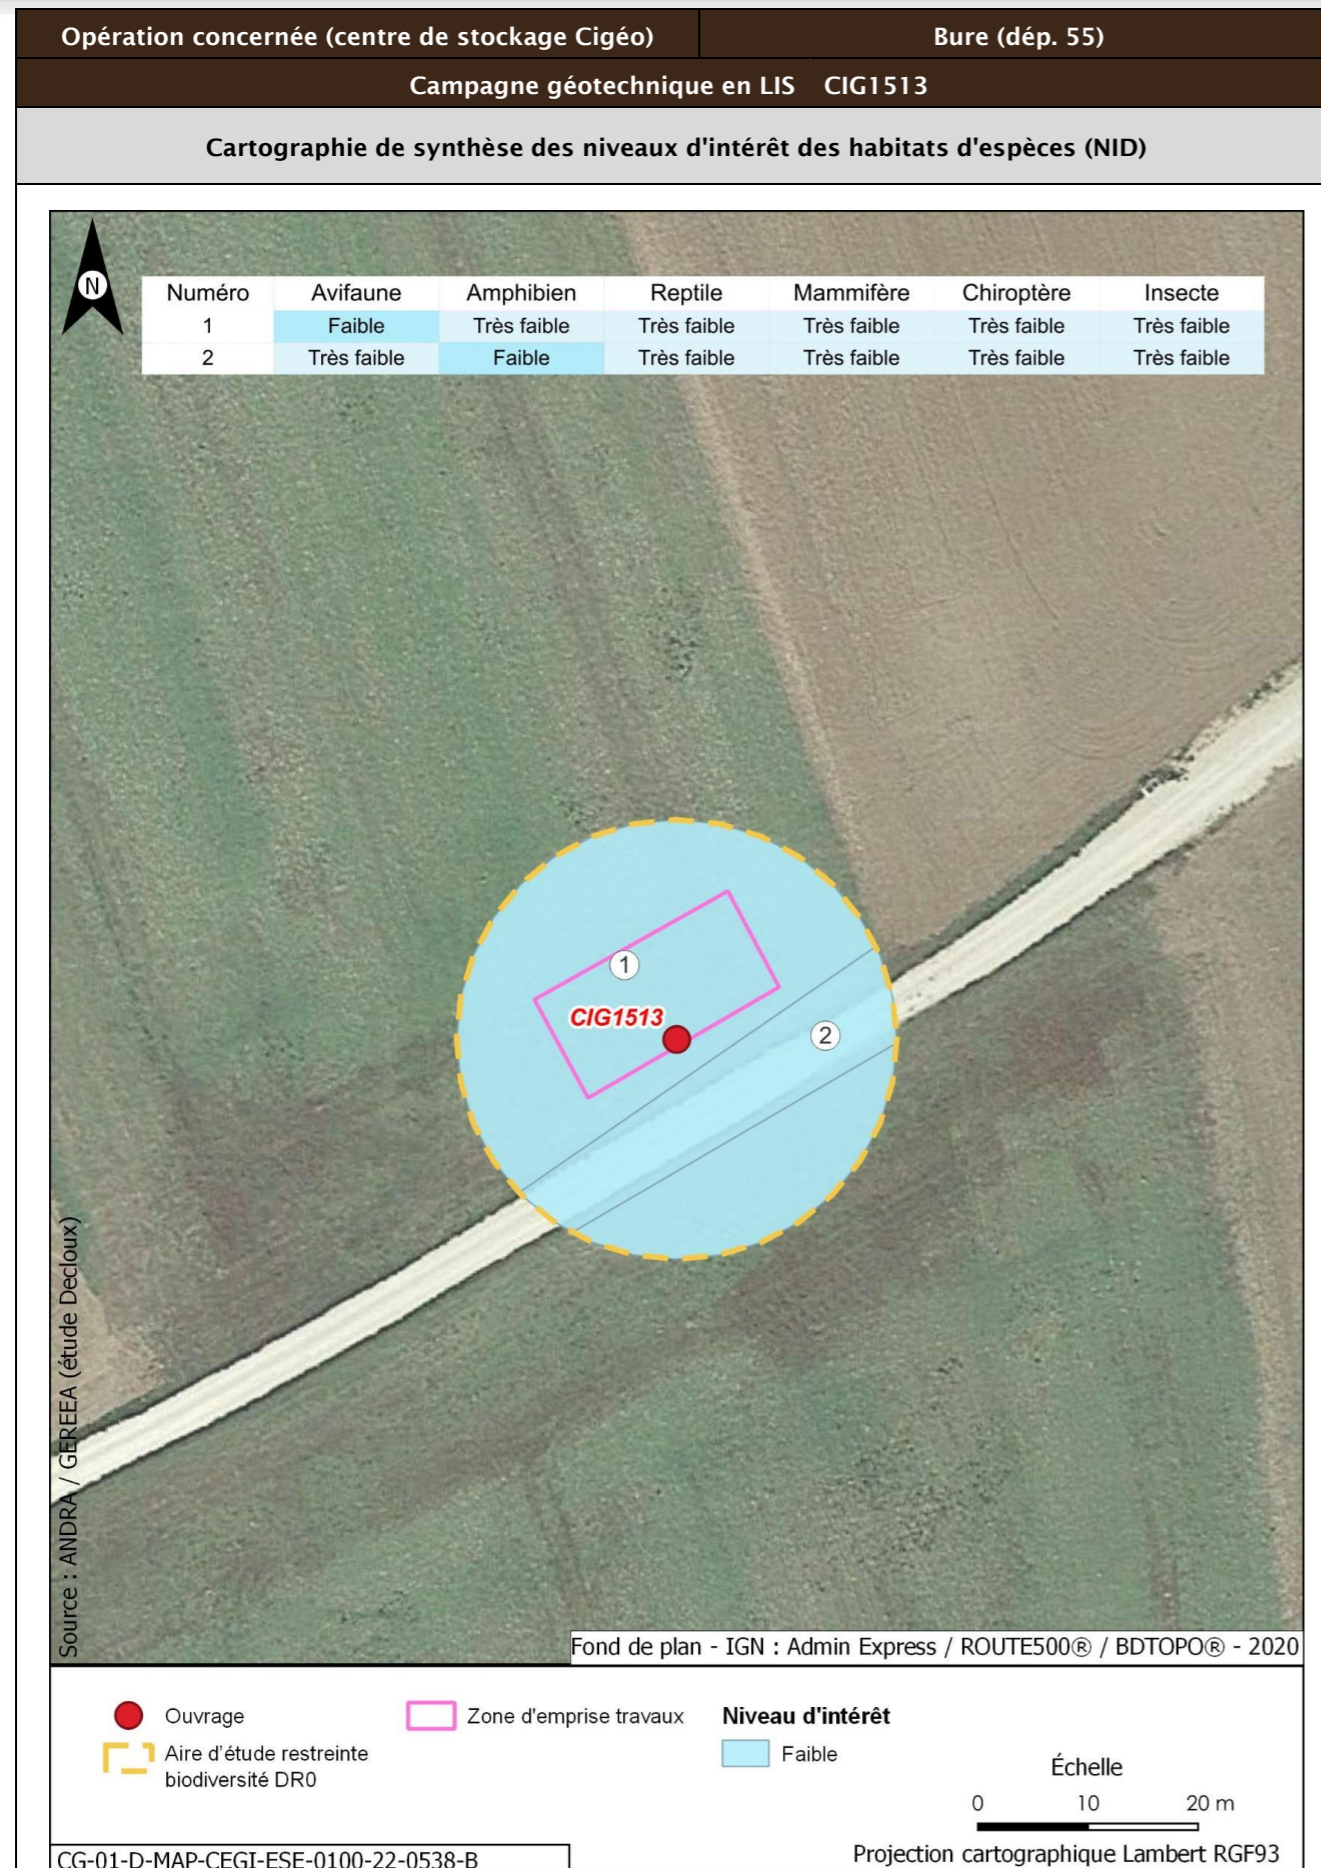 Opération concernée (centre de stockage Cigéo) Bure (dép. 55)
Campagne géotechnique en LIS CIG1513
Cartographie de synthèse des niveaux d'intérêt des habitats d'espèces (NID)
N
Numéro Avifaune Amphibien Reptile Mammifère Chiroptère Insecte
1 Faible Très faible Très faible Très faible Très faible Très faible
2 Très faible Faible Très faible Très faible Très faible Très faible
1
CIG1513
2
Source : ANDRA / GEREEA (étude Decloux)
Fond de plan - IGN : Admin Express / ROUTE500® / BDTOPO® - 2020
Ouvrage Zone d'emprise travaux Niveau d'intérêt
Aire d'étude restreinte
biodiversité DR0
Faible
Échelle
0 10 20 m
Projection cartographique Lambert RGF93
CG-01-D-MAP-CEGI-ESE-0100-22-0538-B